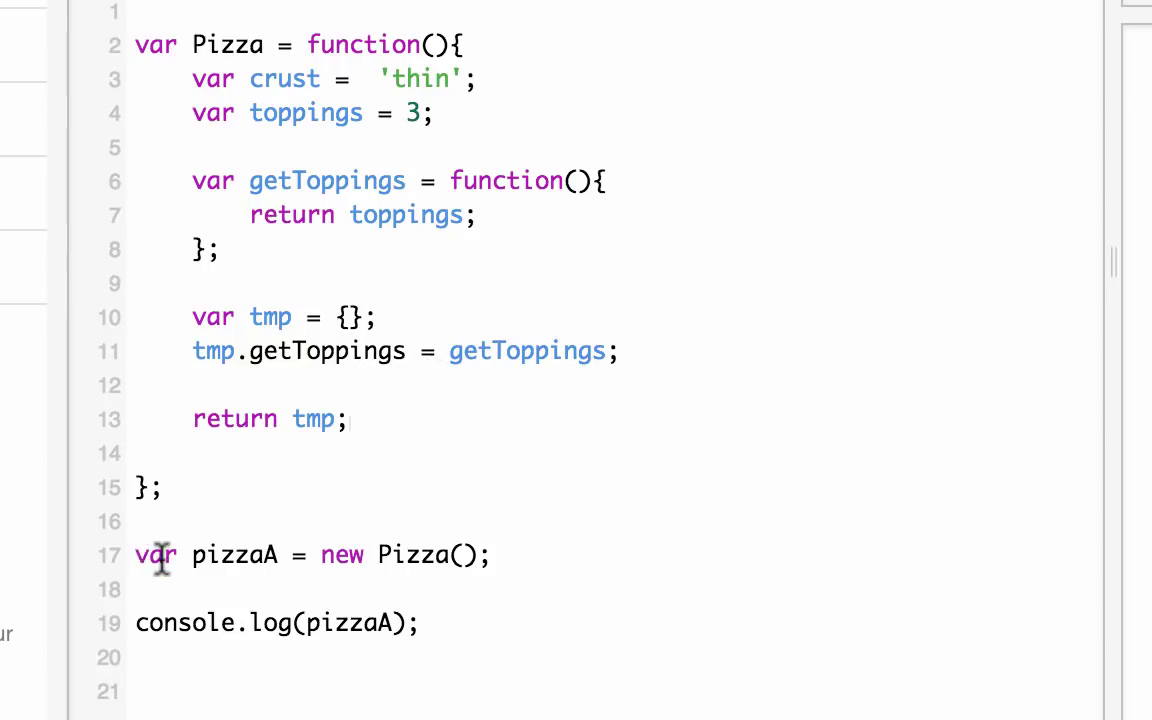 1
2 var Pizza = function(){
3 var crust =  'thin';
4 var toppings = 3;
5
6 var getToppings = function(){
7 return toppings;
8 };
9
10 var tmp = {};
11 tmp.getToppings = getToppings;
12
13 return tmp;
14
15 };
16
17 var pizzaA = new Pizza();
18
19 console.log(pizzaA);
ur
20
21